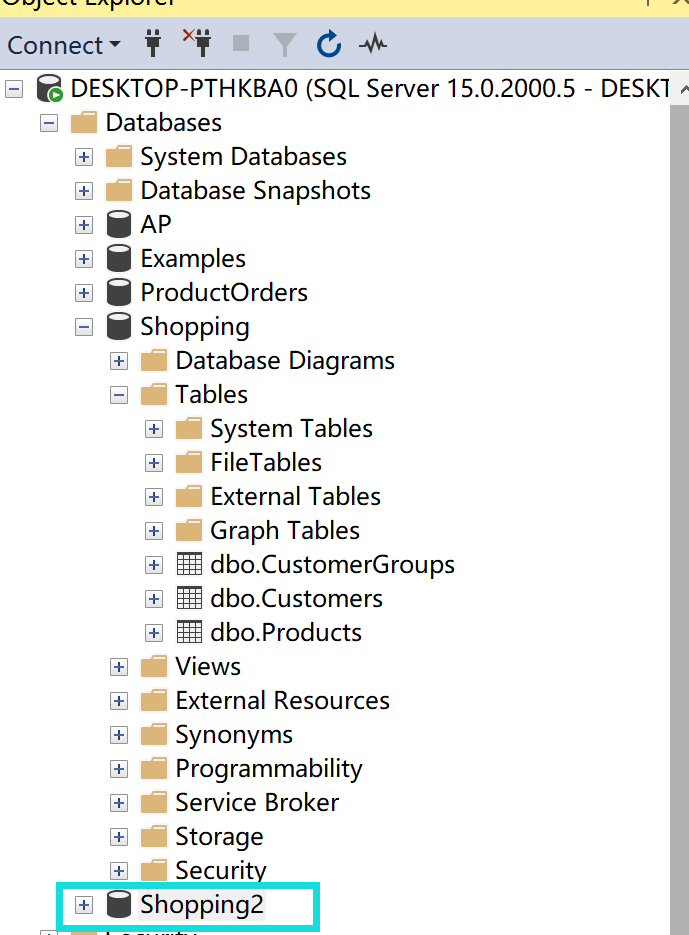 Object Explorer
Connect
DESKTOP-PTHKBA0 (SQL Server 15.0.2000.5 - DESKT
Databases
System Databases
Database Snapshots
AP
Examples
ProductOrders
Shopping
Database Diagrams
Tables
System Tables
FileTables
External Tables
Graph Tables
dbo.CustomerGroups
dbo.Customers
dbo.Products
Views
External Resources
Synonyms
Programmability
Service Broker
Storage
Security
Shopping2
Security